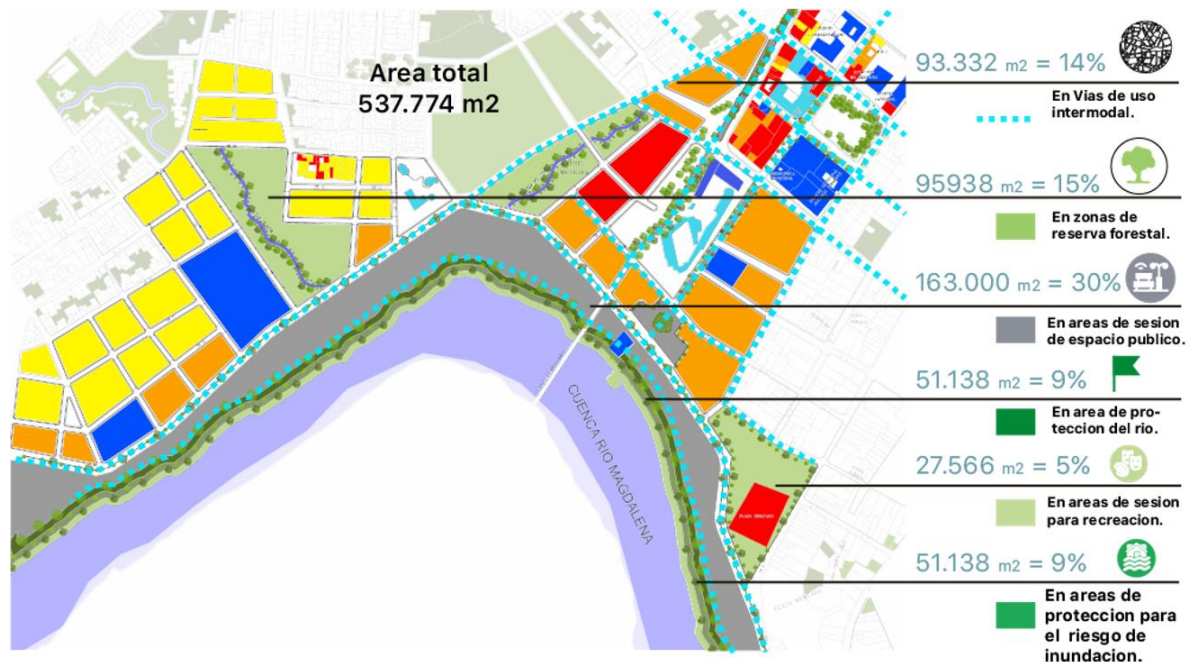 Area total
537.774 m2
93.332 m2 = 14%
En Vías de uso
intermodal.
95938 m2 = 15%
En zonas de
reserva forestal.
163.000 m2 = 30%
En areas de sesion
de espacio publico.
51.138 m2 = 9%
En area de pro-
teccion del rio.
27.566 m2 = 5%
En areas de sesion
para recreacion.
51.138 m2 = 9%
En areas de
proteccion para
el riesgo de
inundacion.
CUENCA RIO MAGDALENA
PLAZA MERCADO